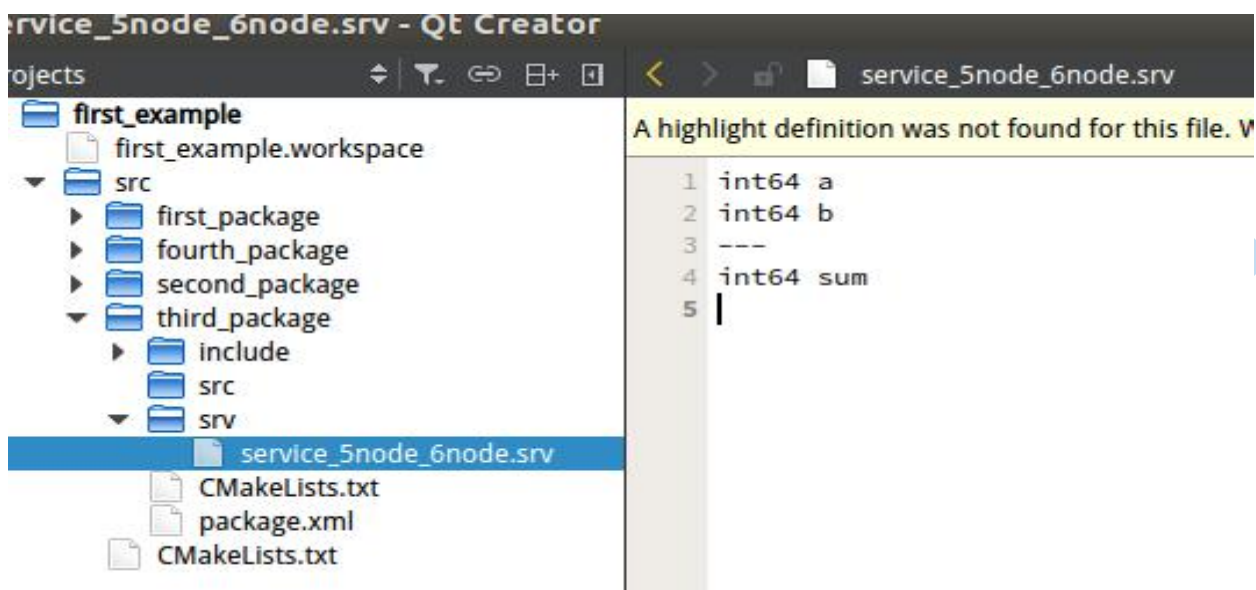 ervice_5node_6node.srv - Qt Creator
rojects
service_5node_6node.srv
first_example
first_example.workspace
src
first_package
fourth_package
second_package
third_package
include
src
srv
service_5node_6node.srv
CMakeLists.txt
package.xml
CMakeLists.txt
A highlight definition was not found for this file. W
1 int64 a
2 int64 b
3 ---
4 int64 sum
5